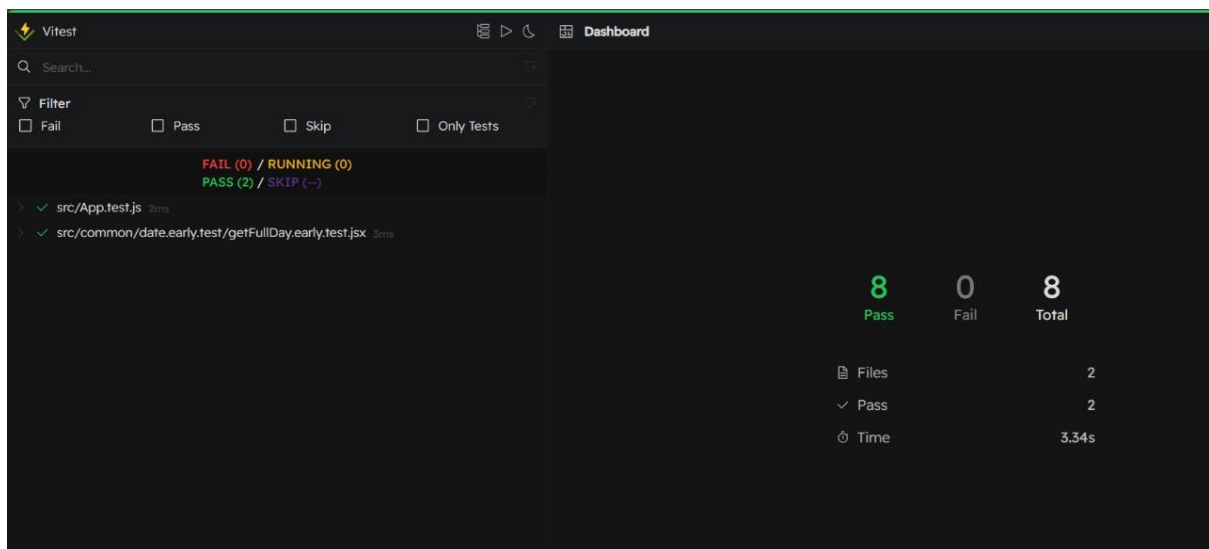 Vitest
Search...
Filter
Fail Pass Skip Only Tests
FAIL (0) / RUNNING (0)
PASS (2) / SKIP (--)
src/App.test.js 2ms
src/common/date.early.test/getFullDay.early.test.jsx 3ms
Dashboard
8 0 8
Pass Fail Total
Files 2
Pass 2
Time 3.34s